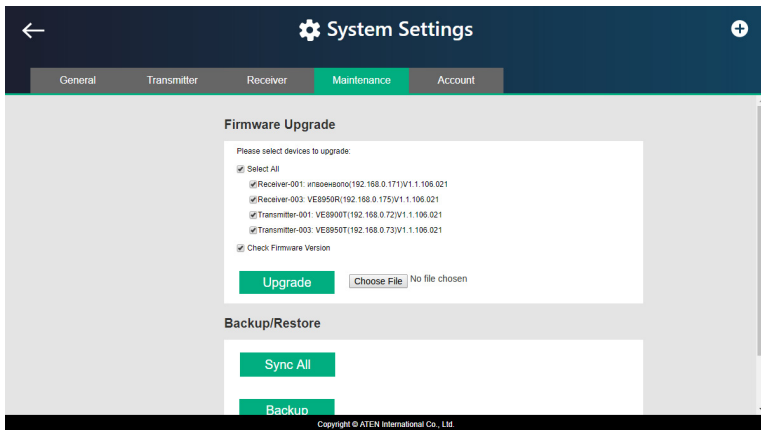 System Settings
General Transmitter Receiver Maintenance Account
Firmware Upgrade
Please select devices to upgrade:
Select All
Receiver-001: ипвоенвопо(192.168.0.171)V1.1.106.021
Receiver-003: VE8950R(192.168.0.175)V1.1.106.021
Transmitter-001: VE8900T(192.168.0.72)V1.1.106.021
Transmitter-003: VE8950T(192.168.0.73)V1.1.106.021
Check Firmware Version
Upgrade Choose File No file chosen
Backup/Restore
Sync All
Backup
Copyright © ATEN International Co., Ltd.